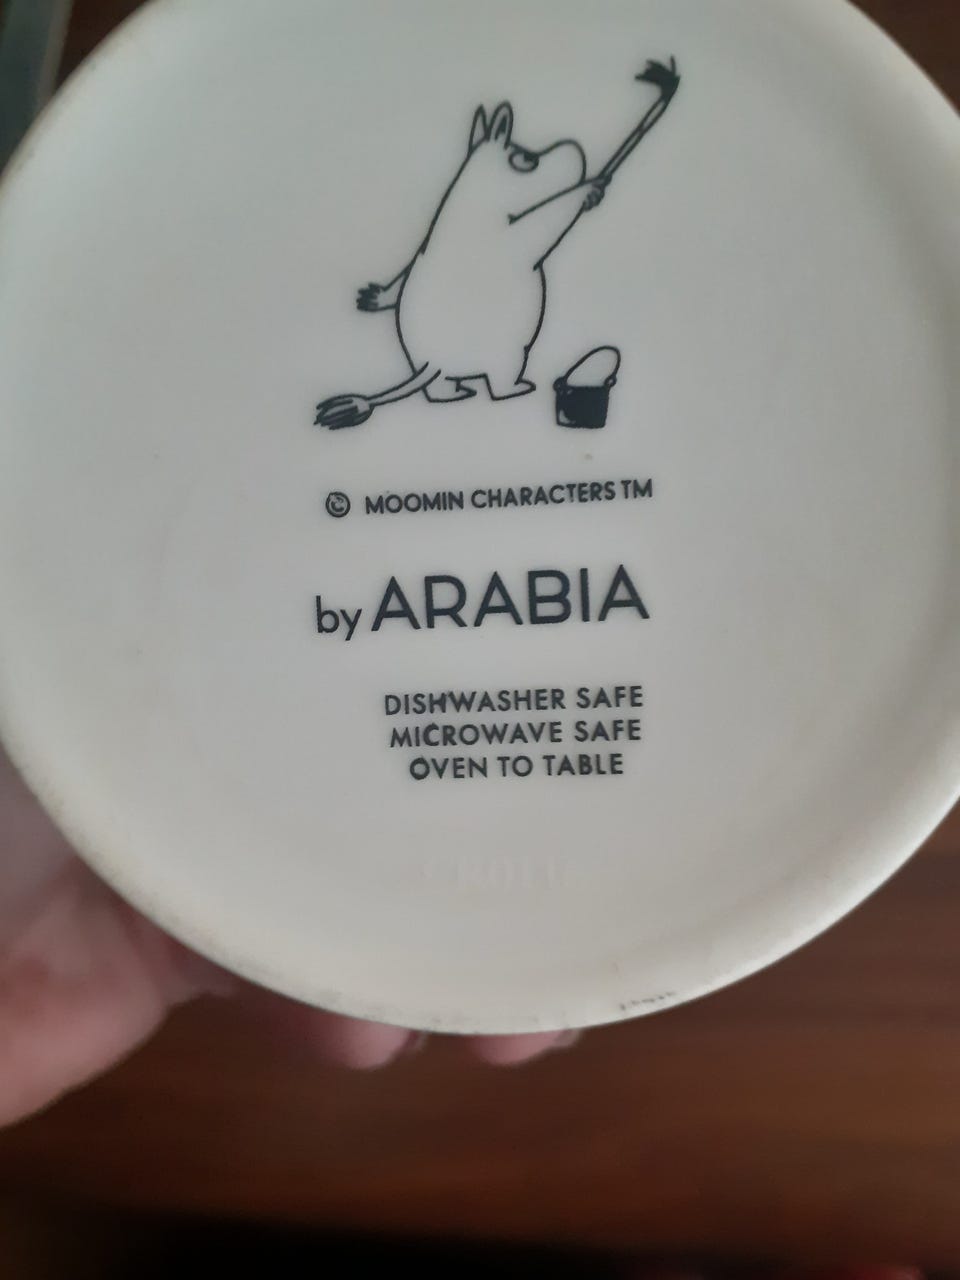 © MOOMIN CHARACTERS TM
by ARABIA
DISHWASHER SAFE
MICROWAVE SAFE
OVEN TO TABLE